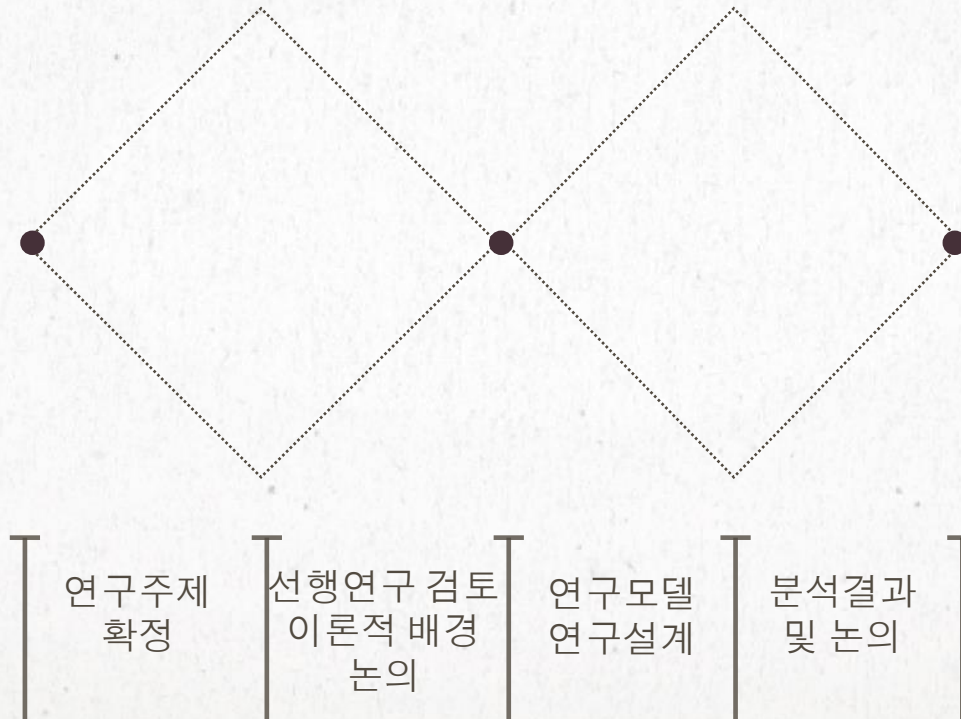 연구주제
확정
선행연구 검토
이론적 배경
논의
연구모델
연구설계
분석결과
및 논의